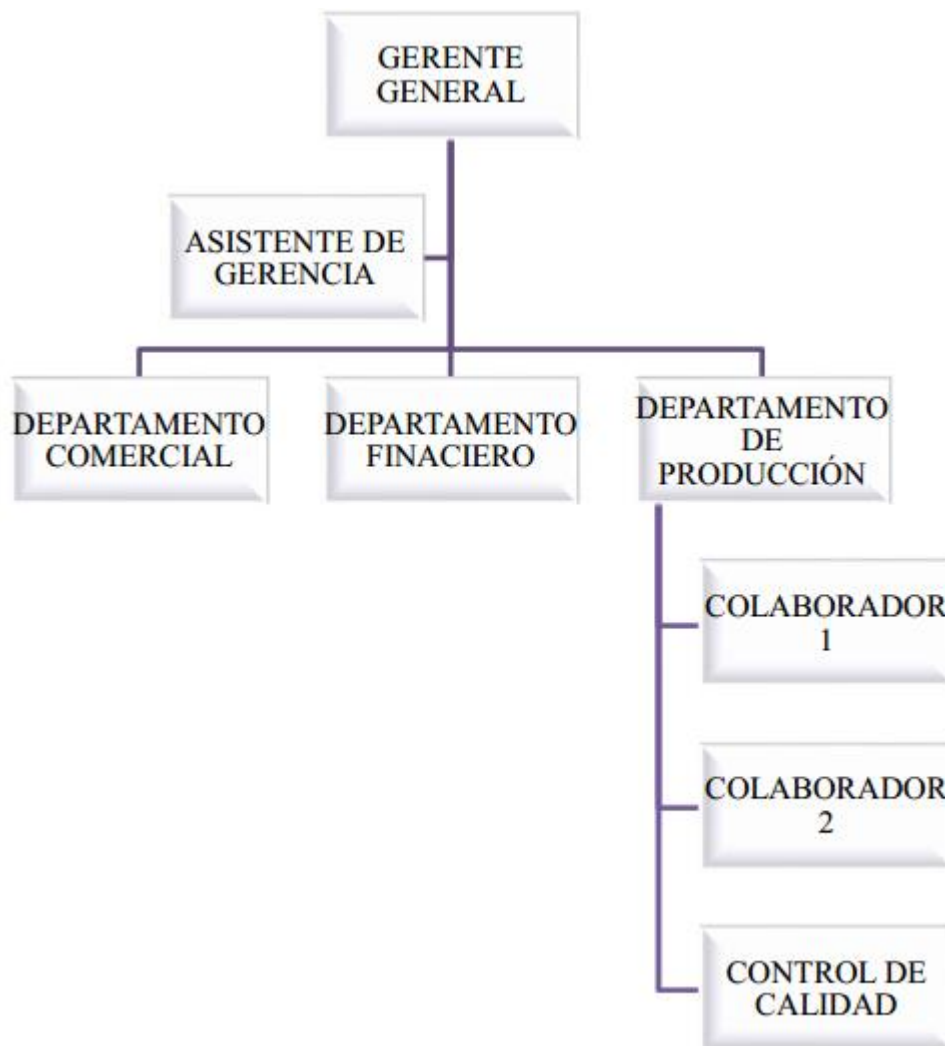 GERENTE
GENERAL
ASISTENTE DE
GERENCIA
DEPARTAMENTO
COMERCIAL
DEPARTAMENTO
FINACIERO
DEPARTAMENTO
DE
PRODUCCIÓN
COLABORADOR
1
COLABORADOR
2
CONTROL DE
CALIDAD